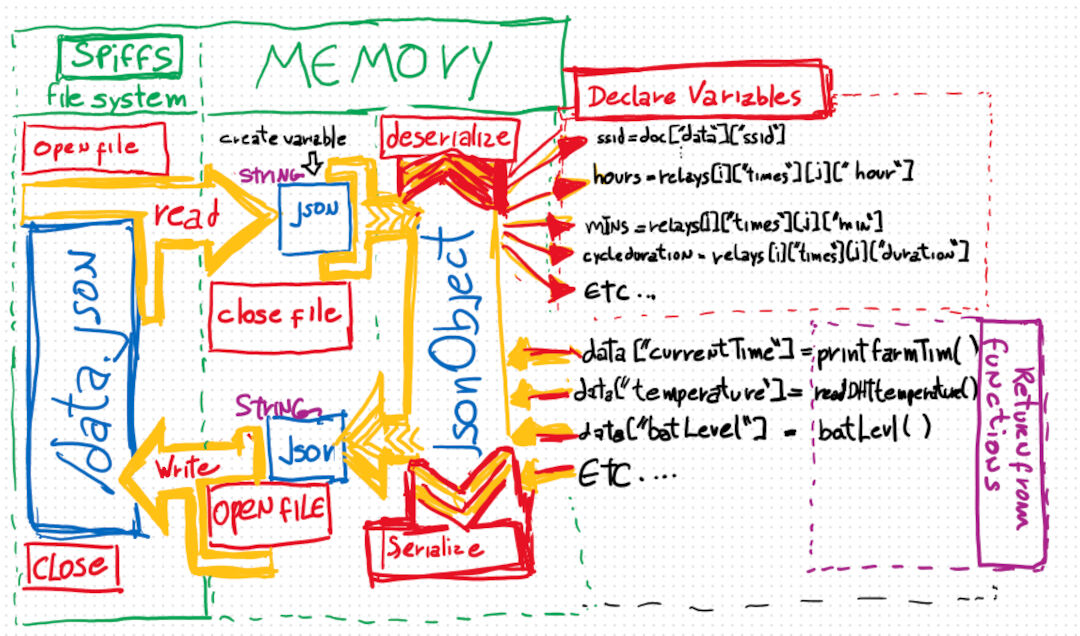 SPiffS
file system
MEMORY
Declare Variables
open file
create variable
deserialize
ssid=doc["data"]["ssid"]
STriNG
hours=relays[i]["times"][j]["hour"]
read
json
mins=relays[i]["times"][j]["min"]
cycleduration=relays[i]["times"][j]["duration"]
ETC ...
close file
/data.json
JsonObject
data["currentTime"]=printfarmTim()
data["temperature"]=readDHTtemperature()
data["batLevel"] = batLevl()
ETC ....
Return from
functions
STriNG
json
write
OPEN FILE
Serialize
CLOSE